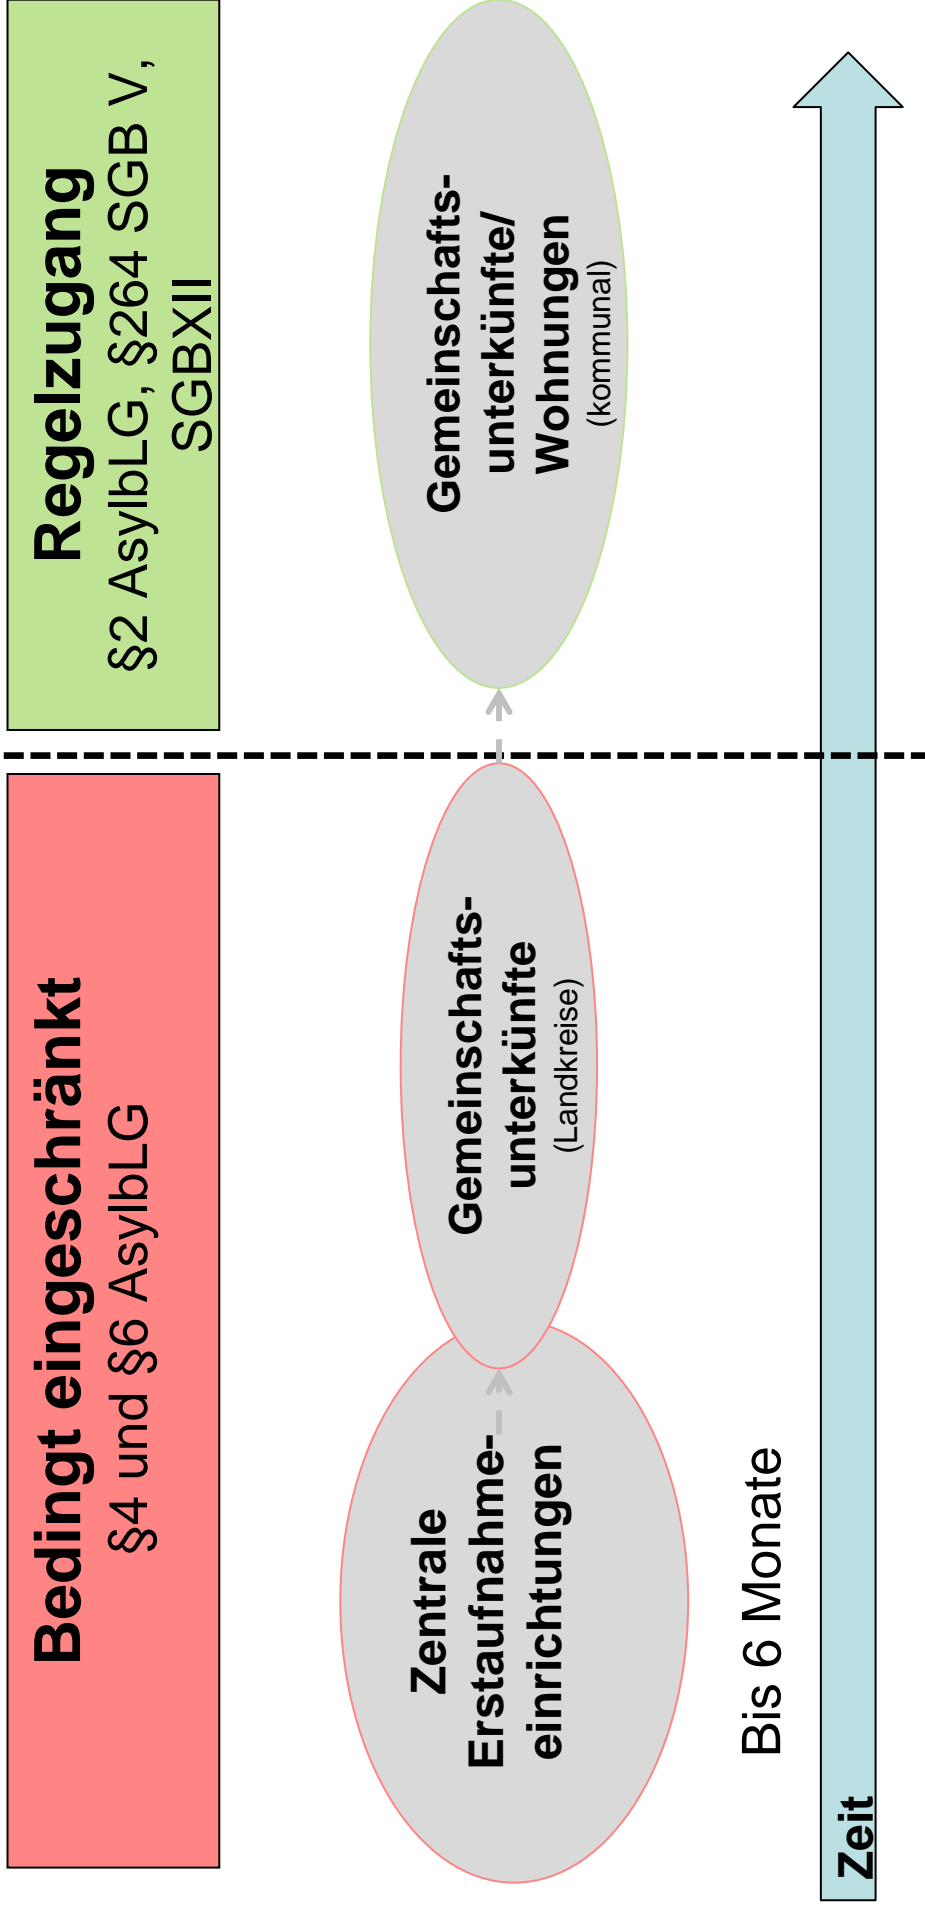 Bedingt eingeschränkt
§4 und §6 AsylbLG
Regelzugang
§2 AsylbLG, §264 SGB V,
SGBXII
Zentrale
Erstaufnahme-
einrichtungen
Gemeinschafts-
unterkünfte
(Landkreise)
Gemeinschafts-
unterkünfte/
Wohnungen
(kommunal)
Bis 6 Monate
Zeit